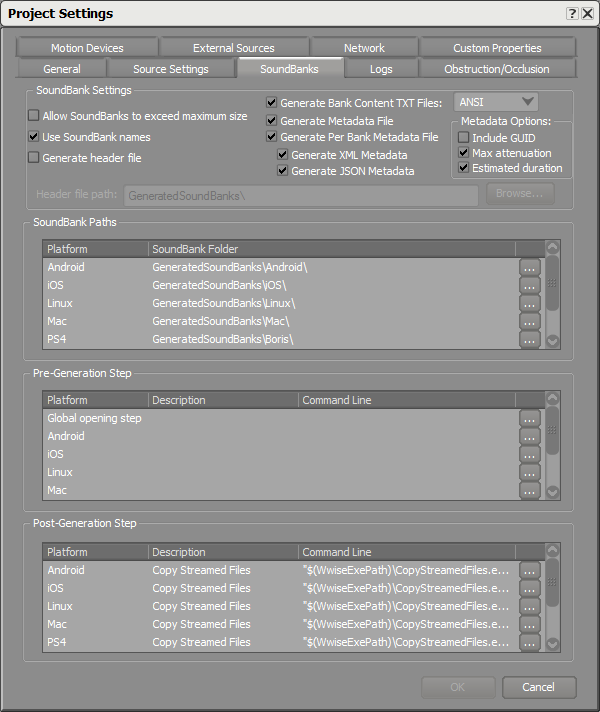 Project Settings
Motion Devices External Sources Network Custom Properties
General Source Settings SoundBanks Logs Obstruction/Occlusion
SoundBank Settings
Allow SoundBanks to exceed maximum size
Use SoundBank names
Generate header file
Generate Bank Content TXT Files: ANSI
Generate Metadata File
Generate Per Bank Metadata File
Generate XML Metadata
Generate JSON Metadata
Metadata Options:
Include GUID
Max attenuation
Estimated duration
Header file path: GeneratedSoundBanks\ Browse...
SoundBank Paths
Platform SoundBank Folder
Android GeneratedSoundBanks\Android\ ...
iOS GeneratedSoundBanks\iOS\ ...
Linux GeneratedSoundBanks\Linux\ ...
Mac GeneratedSoundBanks\Mac\ ...
PS4 GeneratedSoundBanks\Boris\ ...
Pre-Generation Step
Platform Description Command Line
Global opening step ...
Android ...
iOS ...
Linux ...
Mac ...
Post-Generation Step
Platform Description Command Line
Android Copy Streamed Files "$(WwiseExePath)\CopyStreamedFiles.e... ...
iOS Copy Streamed Files "$(WwiseExePath)\CopyStreamedFiles.e... ...
Linux Copy Streamed Files "$(WwiseExePath)\CopyStreamedFiles.e... ...
Mac Copy Streamed Files "$(WwiseExePath)\CopyStreamedFiles.e... ...
PS4 Copy Streamed Files "$(WwiseExePath)\CopyStreamedFiles.e... ...
OK Cancel